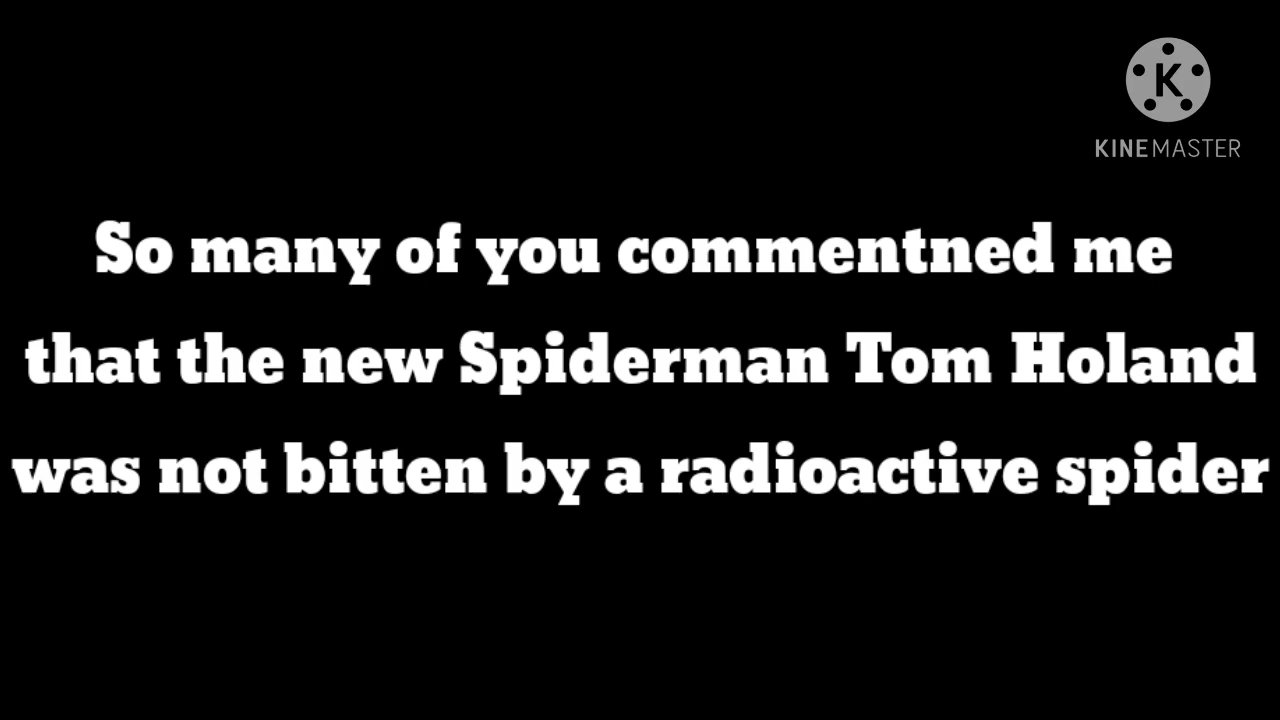 K
KINEMASTER
So many of you commentned me
that the new Spiderman Tom Holand
was not bitten by a radioactive spider